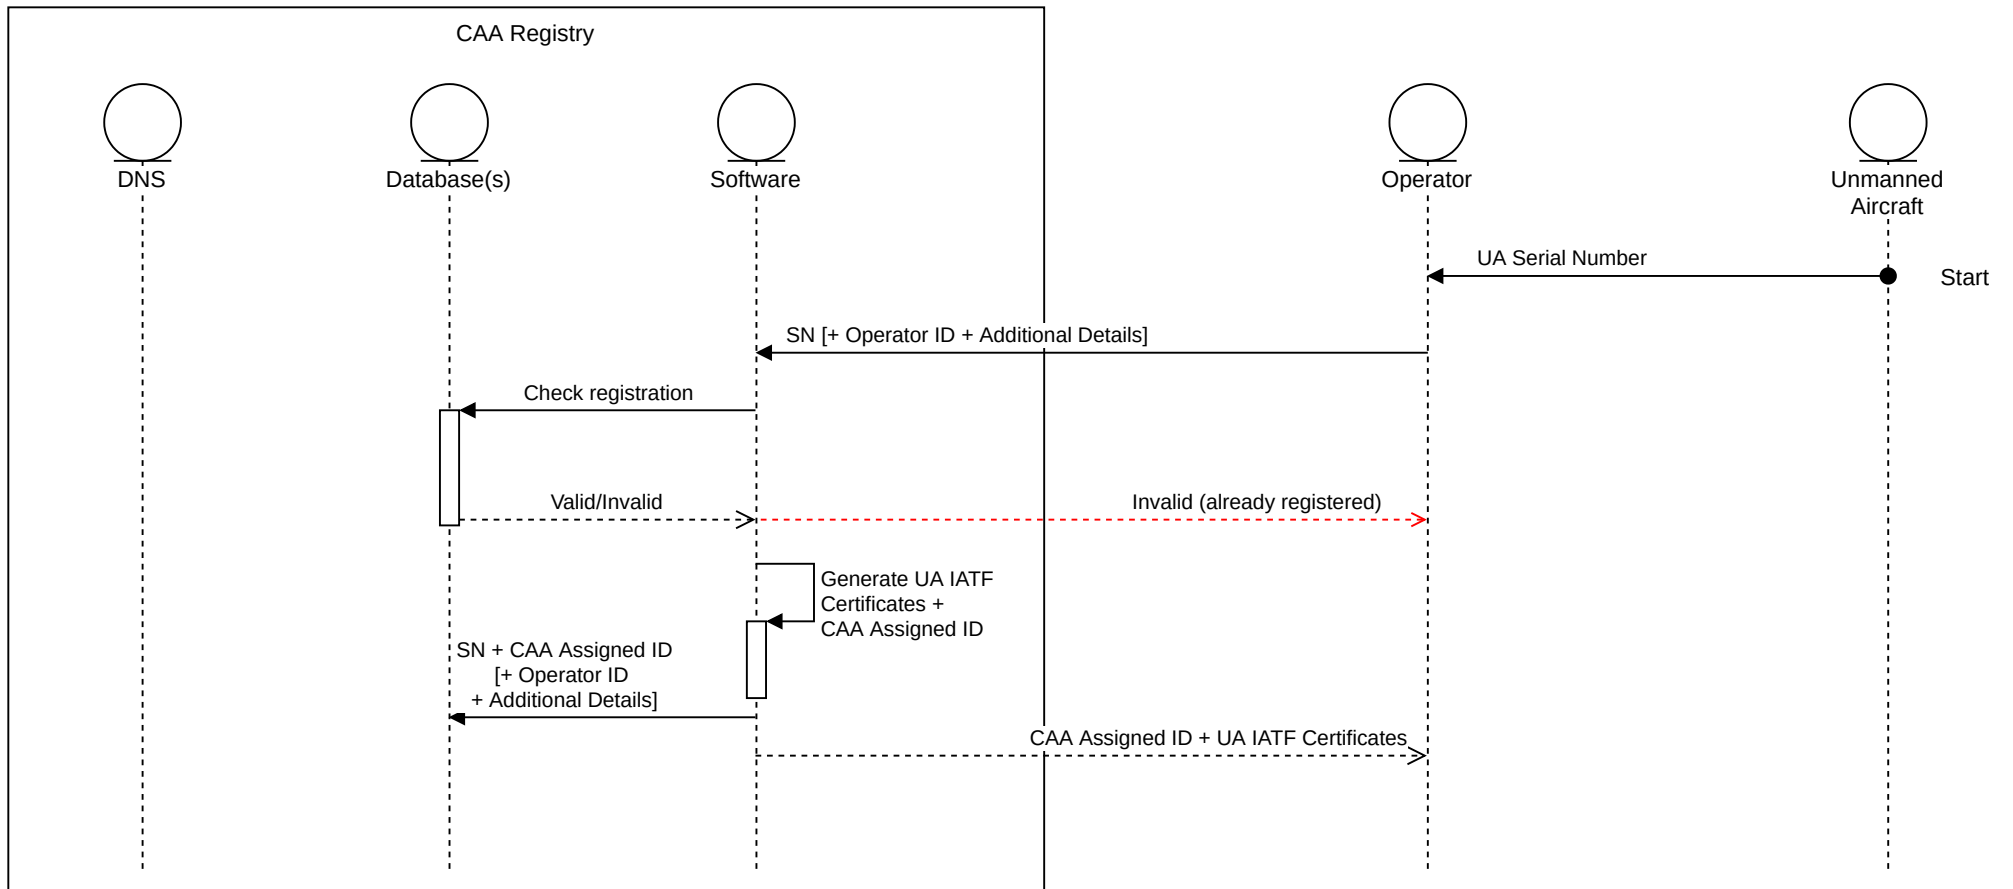 CAA Registry
DNS
Database(s)
Software
Operator
Unmanned
Aircraft
UA Serial Number
Start
SN [+ Operator ID + Additional Details]
Check registration
Valid/Invalid
Invalid (already registered)
Generate UA IATF
Certificates +
CAA Assigned ID
SN + CAA Assigned ID
[+ Operator ID
+ Additional Details]
CAA Assigned ID + UA IATF Certificates